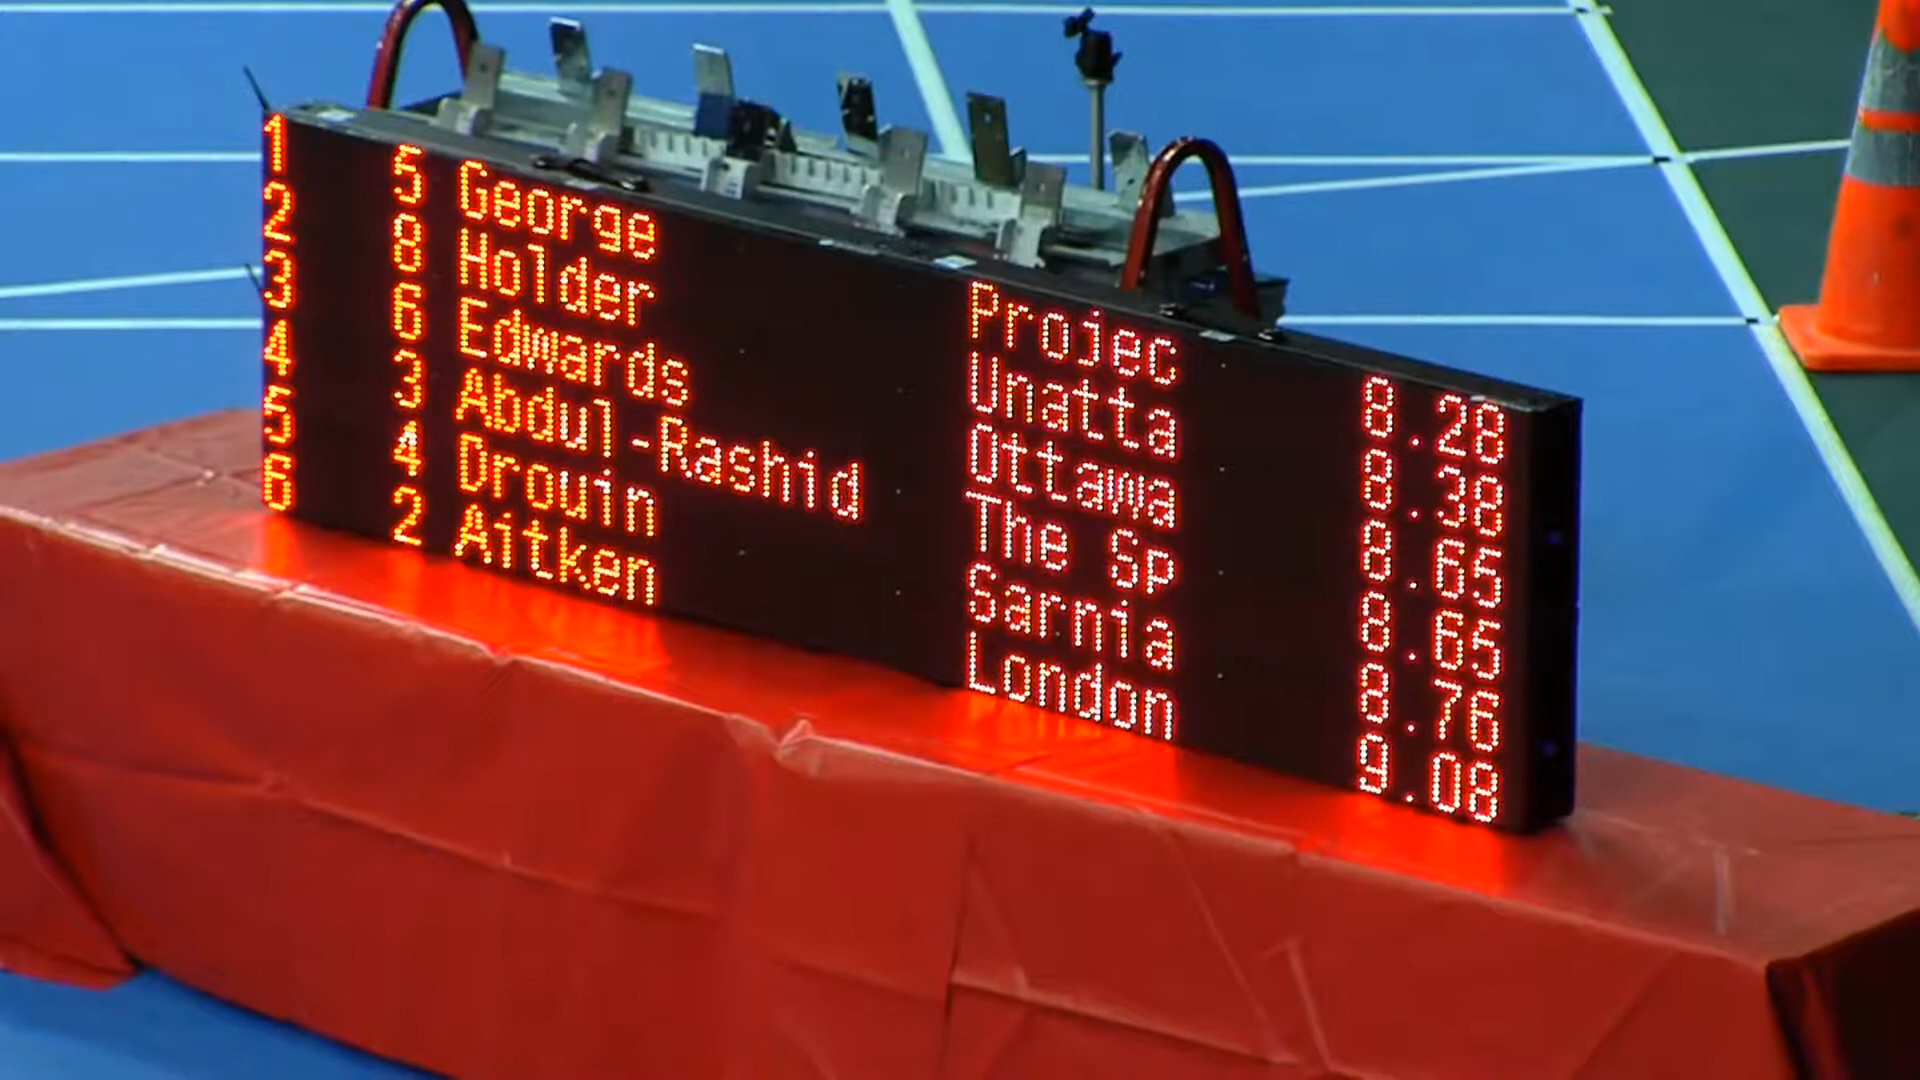 1 5 George Projec 8.28
2 8 Holder Unatta 8.38
3 6 Edwards Ottawa 8.65
4 3 Abdul-Rashid The Sp 8.65
5 4 Drouin Sarnia 8.76
6 2 Aitken London 9.08